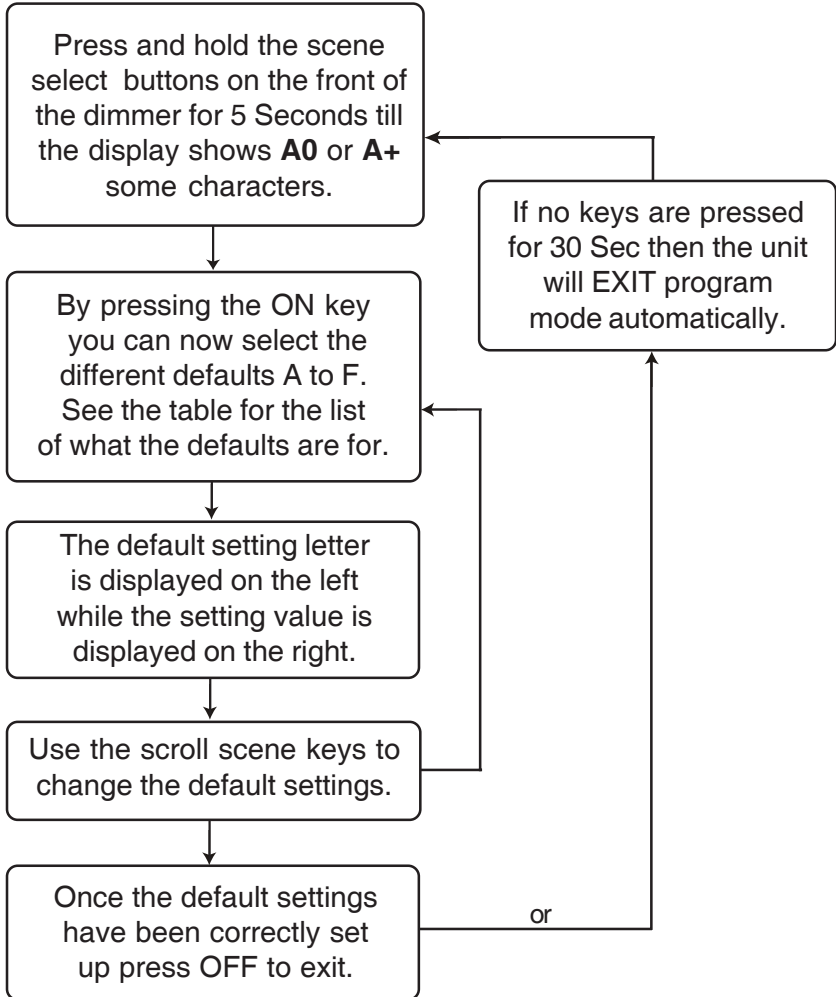 Press and hold the scene
select buttons on the front of
the dimmer for 5 Seconds till
the display shows A0 or A+
some characters.
If no keys are pressed
for 30 Sec then the unit
will EXIT program
mode automatically.
By pressing the ON key
you can now select the
different defaults A to F.
See the table for the list
of what the defaults are for.
The default setting letter
is displayed on the left
while the setting value is
displayed on the right.
Use the scroll scene keys to
change the default settings.
Once the default settings
have been correctly set
up press OFF to exit.
or